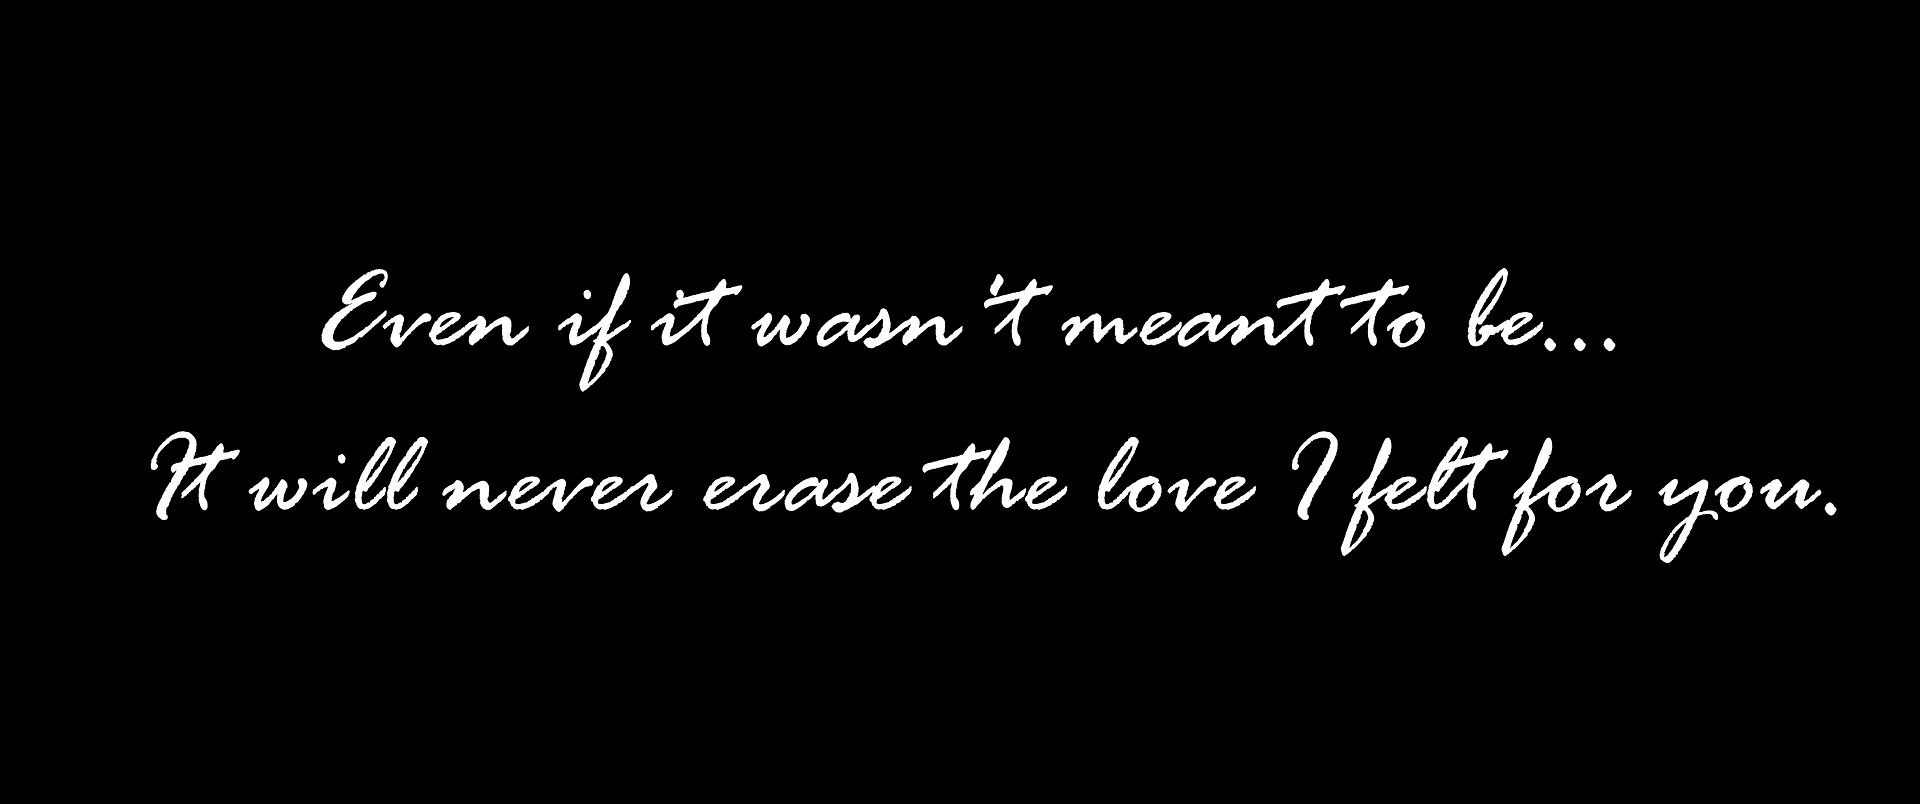 Even if it wasn't meant to be...
It will never erase the love I felt for you.